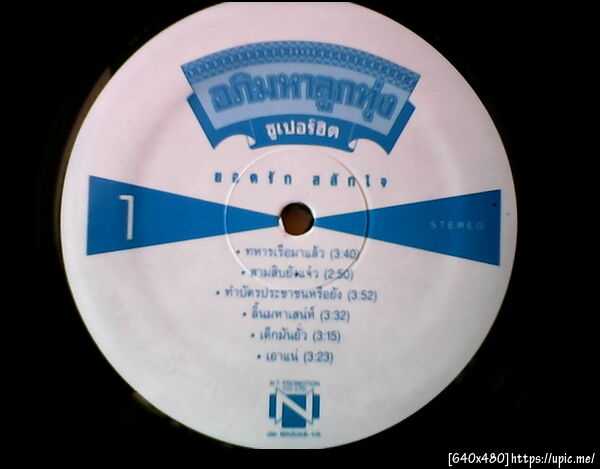 อภิมหาลูกทุ่ง
ซูเปอร์ฮิต
ยอดรัก สลักใจ
1
STEREO
• ทหารเรือมาแล้ว (3:40)
• สามสิบยังแจ๋ว (2:50)
• ทำบัตรประชาชนหรือยัง (3:52)
• ลิ้นมหาเสน่ห์ (3:32)
• เด็กมันยั่ว (3:15)
• เอาแน่ (3:23)
N
[640x480]https://upic.me/